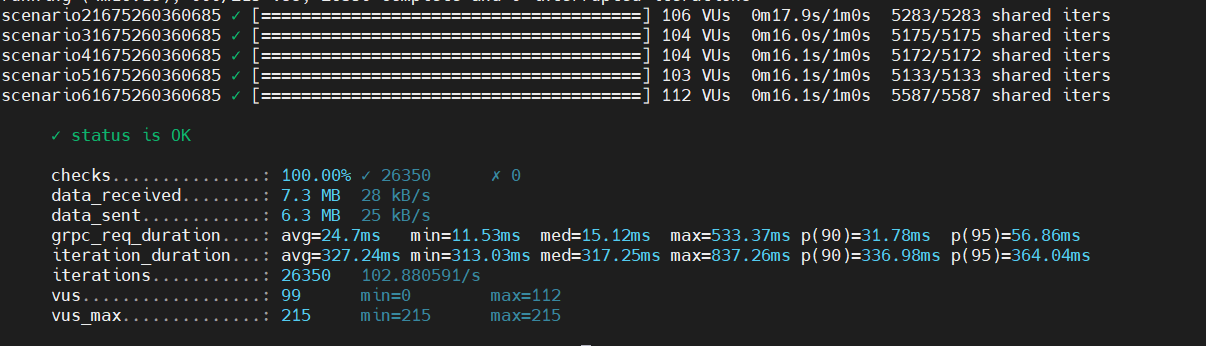 scenario21675260360685 ✓ [======================================] 106 VUs  0m17.9s/1m0s  5283/5283 shared iters
scenario31675260360685 ✓ [======================================] 104 VUs  0m16.0s/1m0s  5175/5175 shared iters
scenario41675260360685 ✓ [======================================] 104 VUs  0m16.1s/1m0s  5172/5172 shared iters
scenario51675260360685 ✓ [======================================] 103 VUs  0m16.1s/1m0s  5133/5133 shared iters
scenario61675260360685 ✓ [======================================] 112 VUs  0m16.1s/1m0s  5587/5587 shared iters
✓ status is OK
checks...............: 100.00% ✓ 26350      ✗ 0
data_received........: 7.3 MB  28 kB/s
data_sent............: 6.3 MB  25 kB/s
grpc_req_duration....: avg=24.7ms   min=11.53ms  med=15.12ms  max=533.37ms p(90)=31.78ms  p(95)=56.86ms
iteration_duration...: avg=327.24ms min=313.03ms med=317.25ms max=837.26ms p(90)=336.98ms p(95)=364.04ms
iterations...........: 26350   102.880591/s
vus..................: 99      min=0        max=112
vus_max..............: 215     min=215      max=215